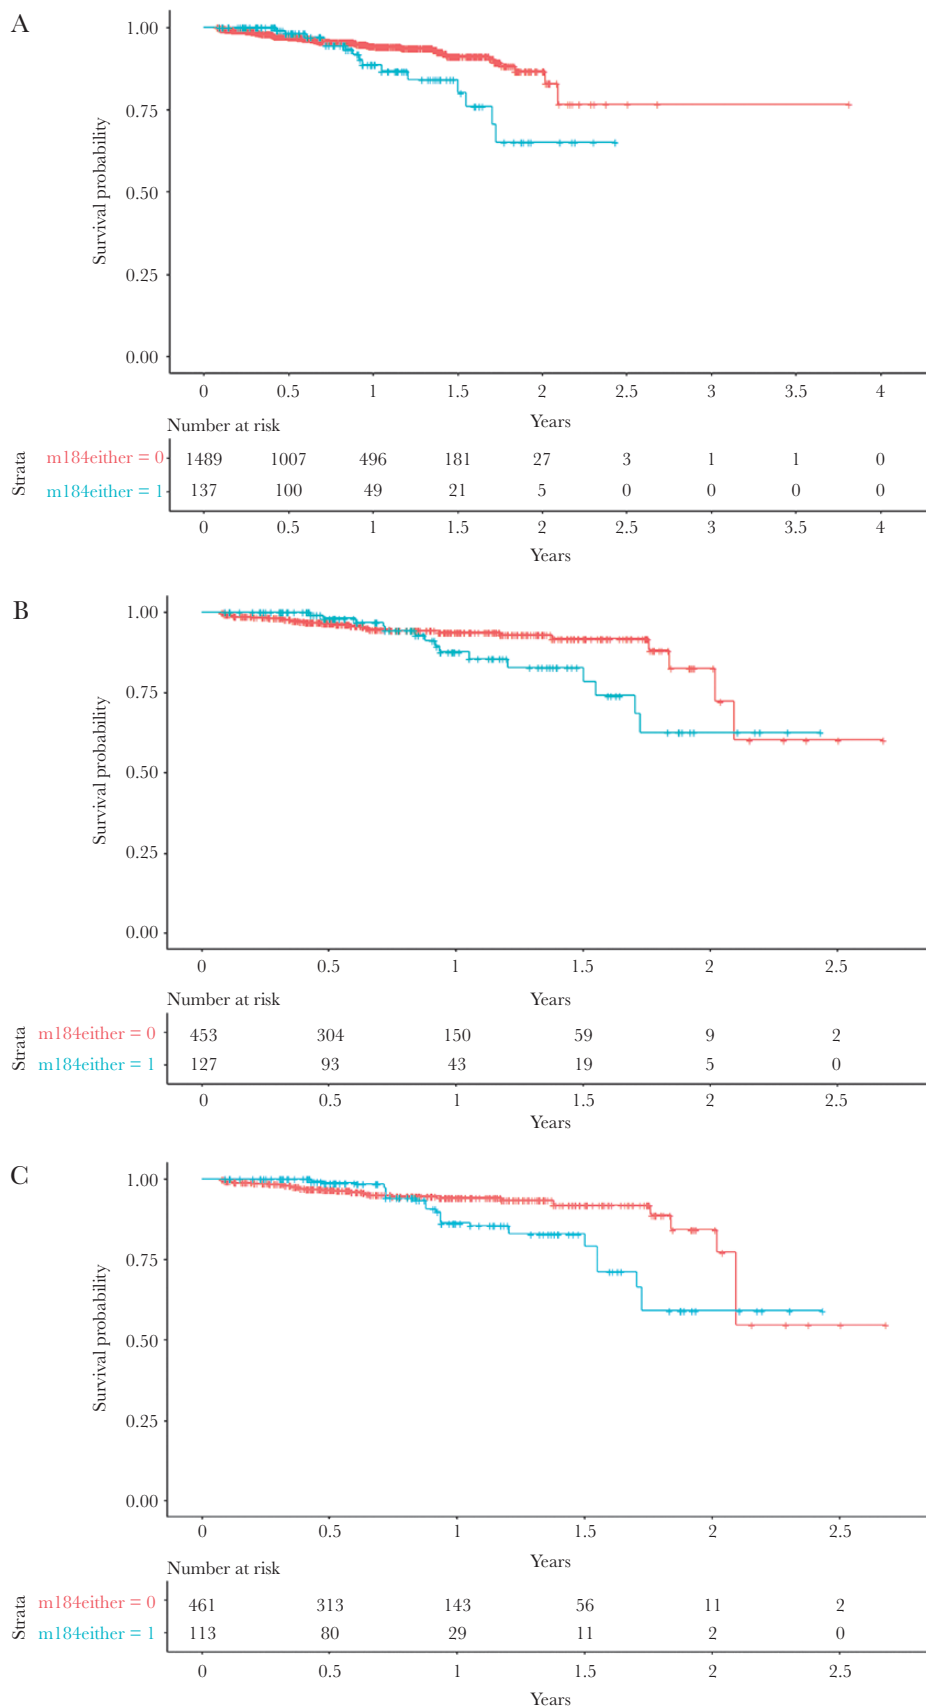 A
1.00
0.75
0.50
0.25
0.00
Survival probability
0 0.5 1 1.5 2 2.5 3 3.5 4
Years
Number at risk
Strata
m184either = 0 1489 1007 496 181 27 3 1 1 0
m184either = 1 137 100 49 21 5 0 0 0 0
0 0.5 1 1.5 2 2.5 3 3.5 4
Years
B
1.00
0.75
0.50
0.25
0.00
Survival probability
0 0.5 1 1.5 2 2.5
Years
Number at risk
Strata
m184either = 0 453 304 150 59 9 2
m184either = 1 127 93 43 19 5 0
0 0.5 1 1.5 2 2.5
Years
C
1.00
0.75
0.50
0.25
0.00
Survival probability
0 0.5 1 1.5 2 2.5
Years
Number at risk
Strata
m184either = 0 461 313 143 56 11 2
m184either = 1 113 80 29 11 2 0
0 0.5 1 1.5 2 2.5
Years